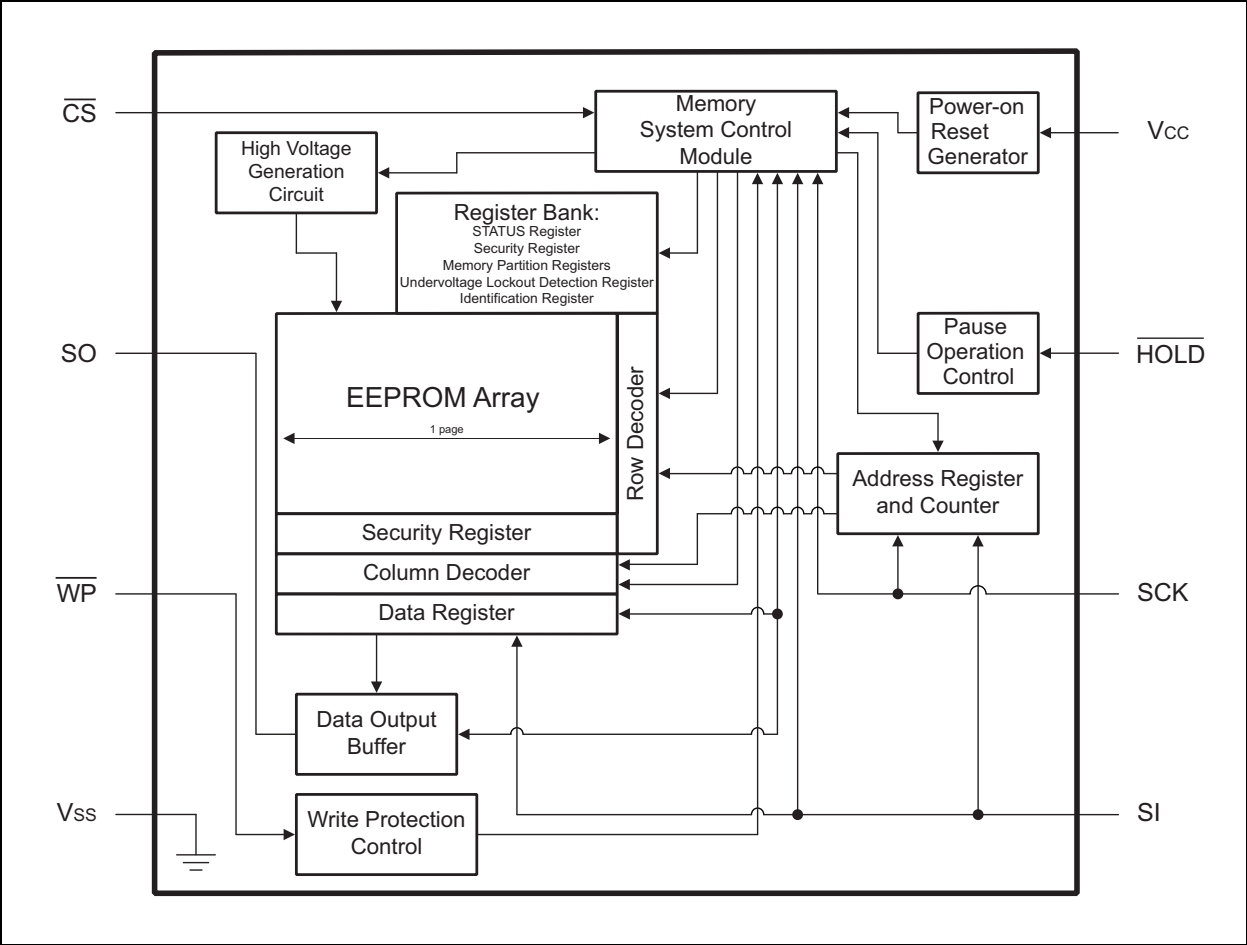 CS
Memory
System Control
Module
Power-on
Reset
Generator
VCC
High Voltage
Generation
Circuit
Register Bank:
STATUS Register
Security Register
Memory Partition Registers
Undervoltage Lockout Detection Register
Identification Register
SO
EEPROM Array
1 page
Row Decoder
Pause
Operation
Control
HOLD
Address Register
and Counter
Security Register
Column Decoder
WP
SCK
Data Register
Data Output
Buffer
VSS
Write Protection
Control
SI